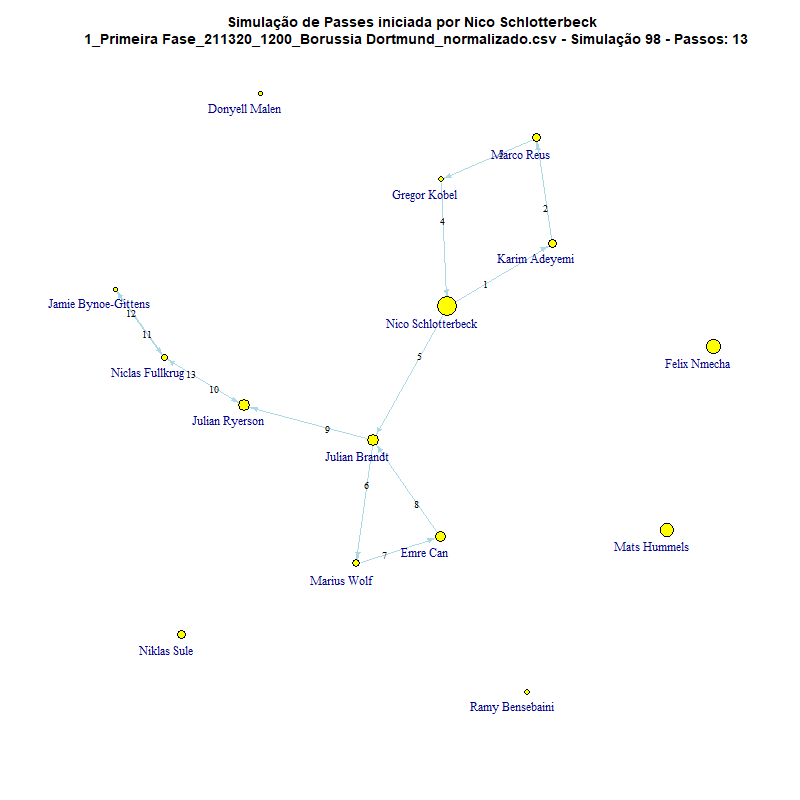 Simulação de Passes iniciada por Nico Schlotterbeck
1_Primeira Fase_211320_1200_Borussia Dortmund_normalizado.csv - Simulação 98 - Passos: 13
Donyell Malen
Marco Reus
Gregor Kobel
2
4
Karim Adeyemi
1
Jamie Bynoe-Gittens
12
Nico Schlotterbeck
11
5
Felix Nmecha
Niclas Fullkrug
13
10
Julian Ryerson
9
Julian Brandt
6
8
Mats Hummels
7
Emre Can
Marius Wolf
Niklas Sule
Ramy Bensebaini